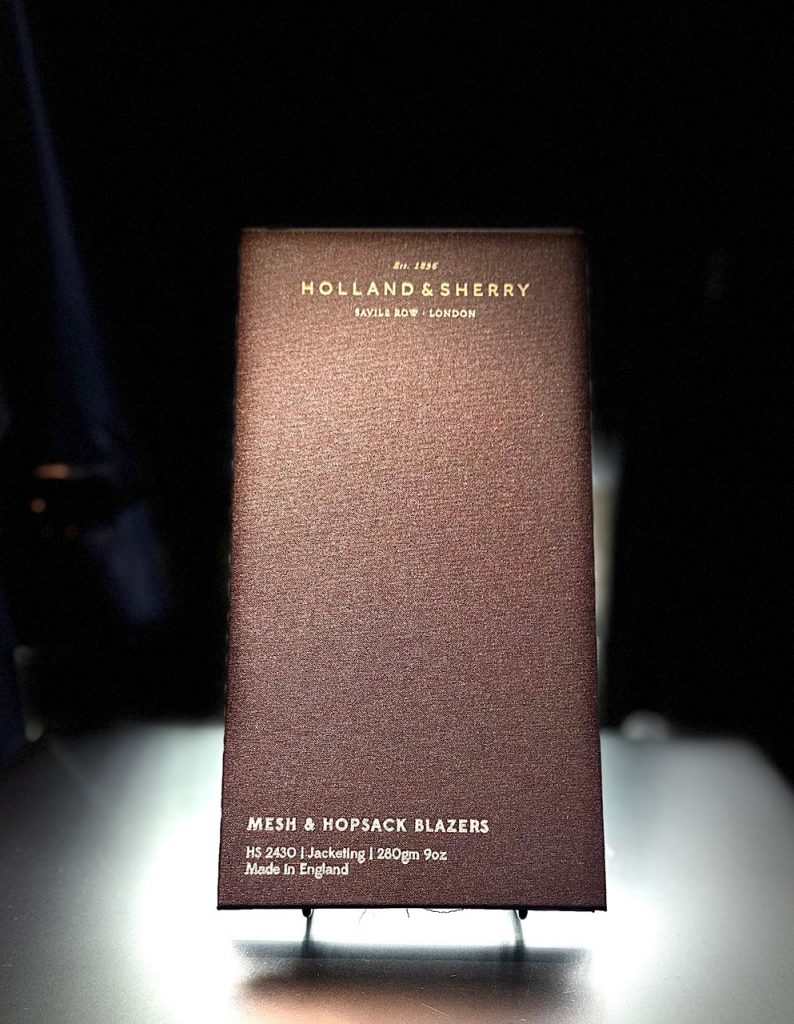 Est. 1836
HOLLAND & SHERRY
SAVILE ROW · LONDON
MESH & HOPSACK BLAZERS
HS 2430 | Jacketing | 280gm 9oz
Made in England